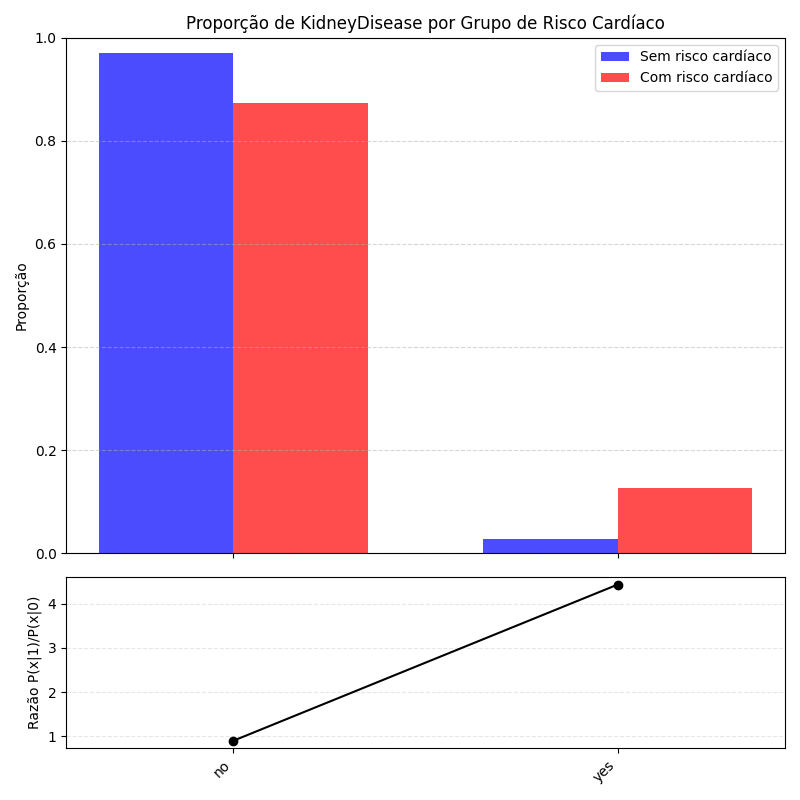 Proporção de KidneyDisease por Grupo de Risco Cardíaco
Sem risco cardíaco
Com risco cardíaco
Proporção
1.0
0.8
0.6
0.4
0.2
0.0
Razão P(x|1)/P(x|0)
4
3
2
1
no
yes